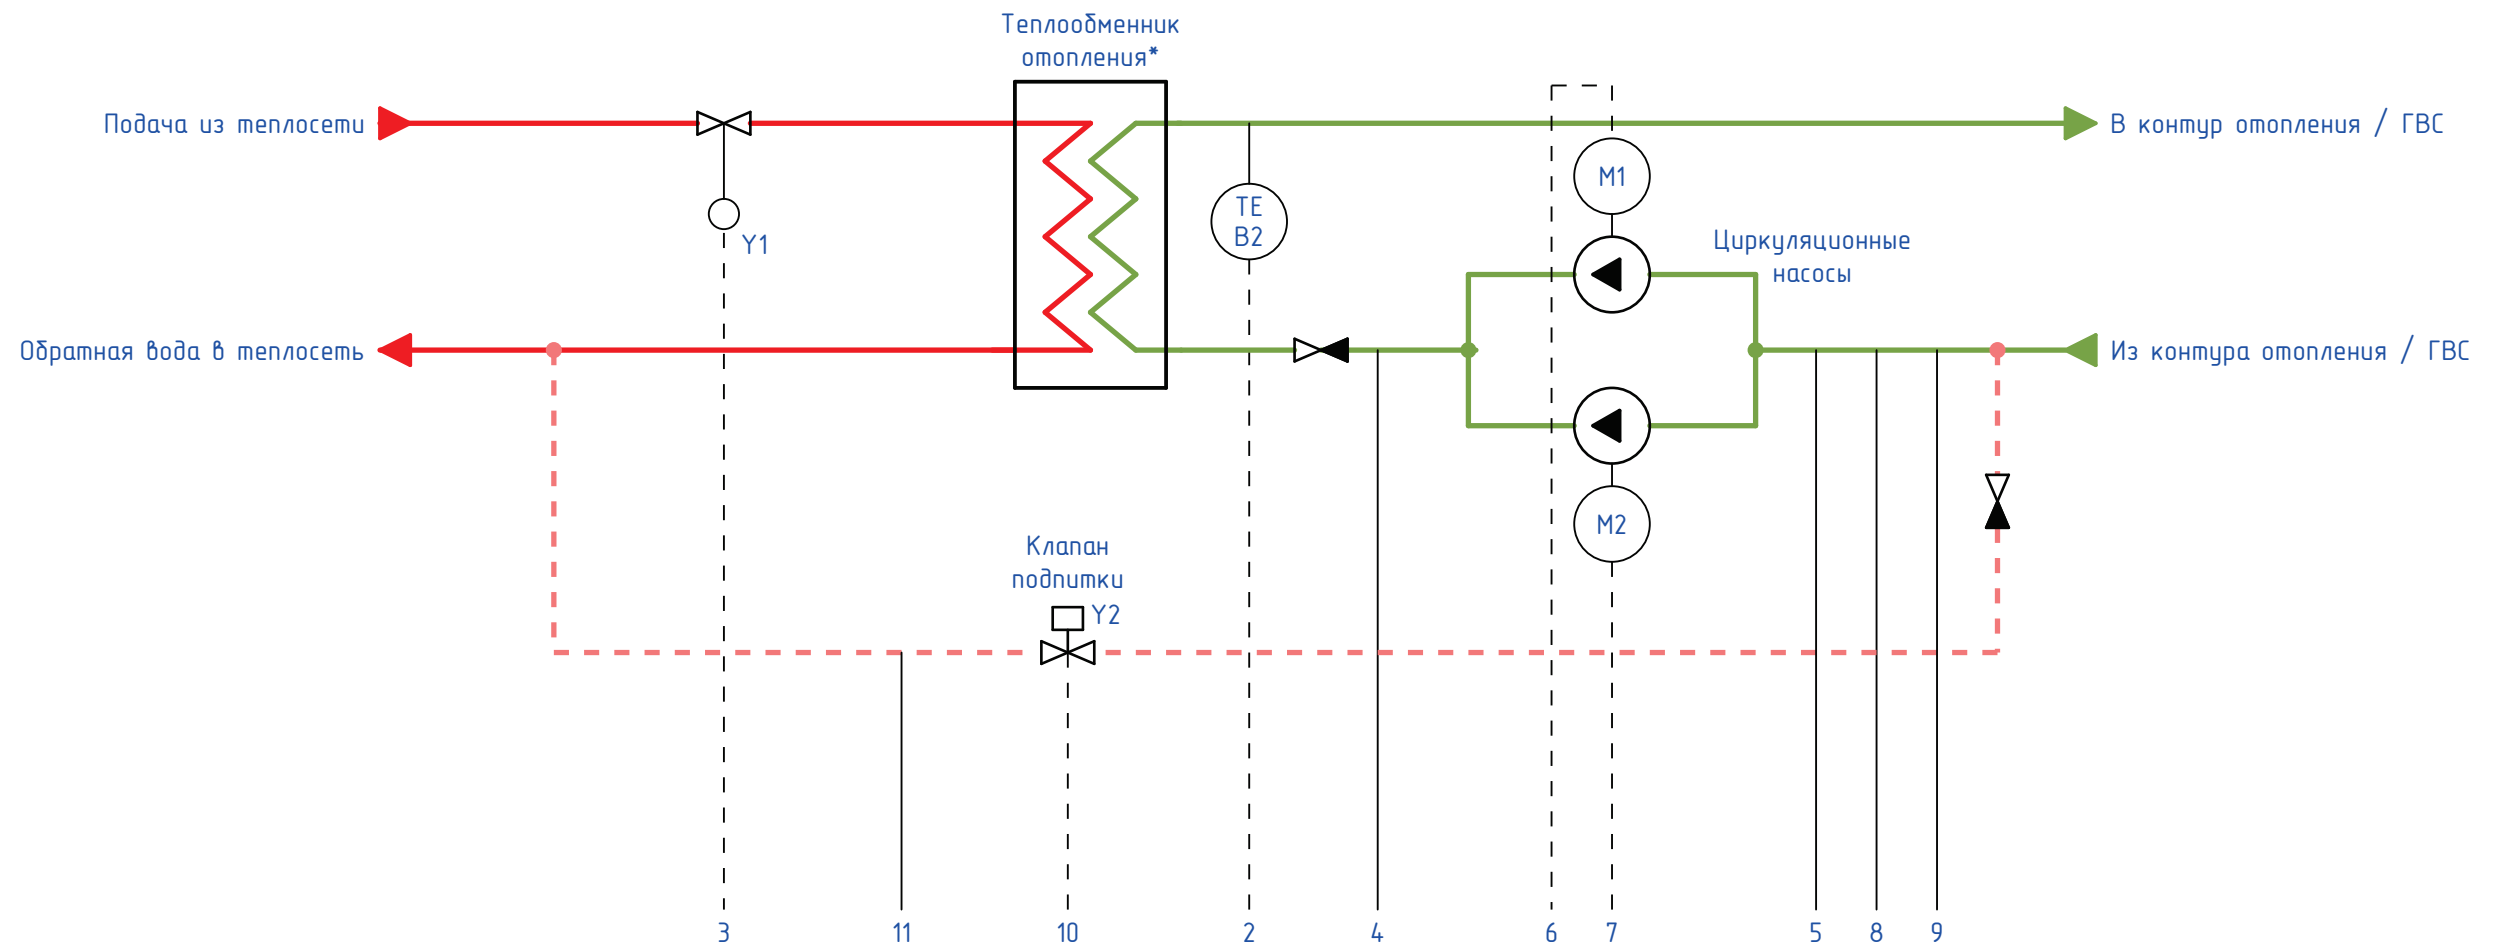 Теплообменник
отопления*
Подача из теплосети
В контур отопления / ГВС
M1
TE
B2
Y1
Циркуляционные
насосы
Обратная вода в теплосеть
Из контура отопления / ГВС
M2
Клапан
подпитки
Y2
3
11
10
2
4
6
7
5
8
9